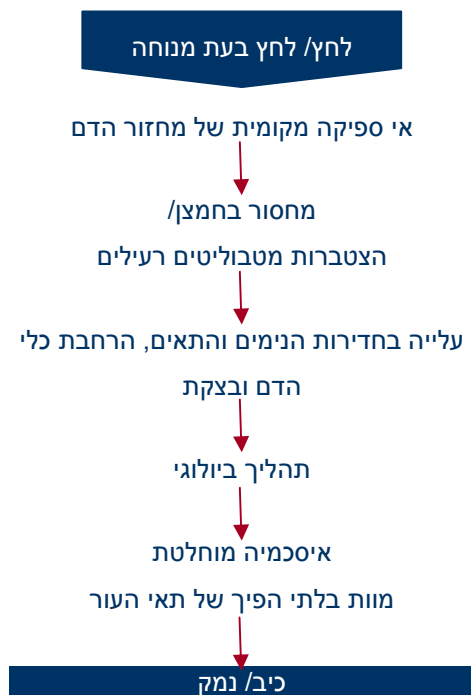 לחץ/ לחץ בעת מנוחה
אי ספיקה מקומית של מחזור הדם
מחסור בחמצן/
הצטברות מטבוליטים רעילים
עלייה בחדירות הנימים והתאים, הרחבת כלי
הדם ובצקת
תהליך ביולוגי
איסכמיה מוחלטת
מוות בלתי הפיך של תאי העור
כיב/ נמק